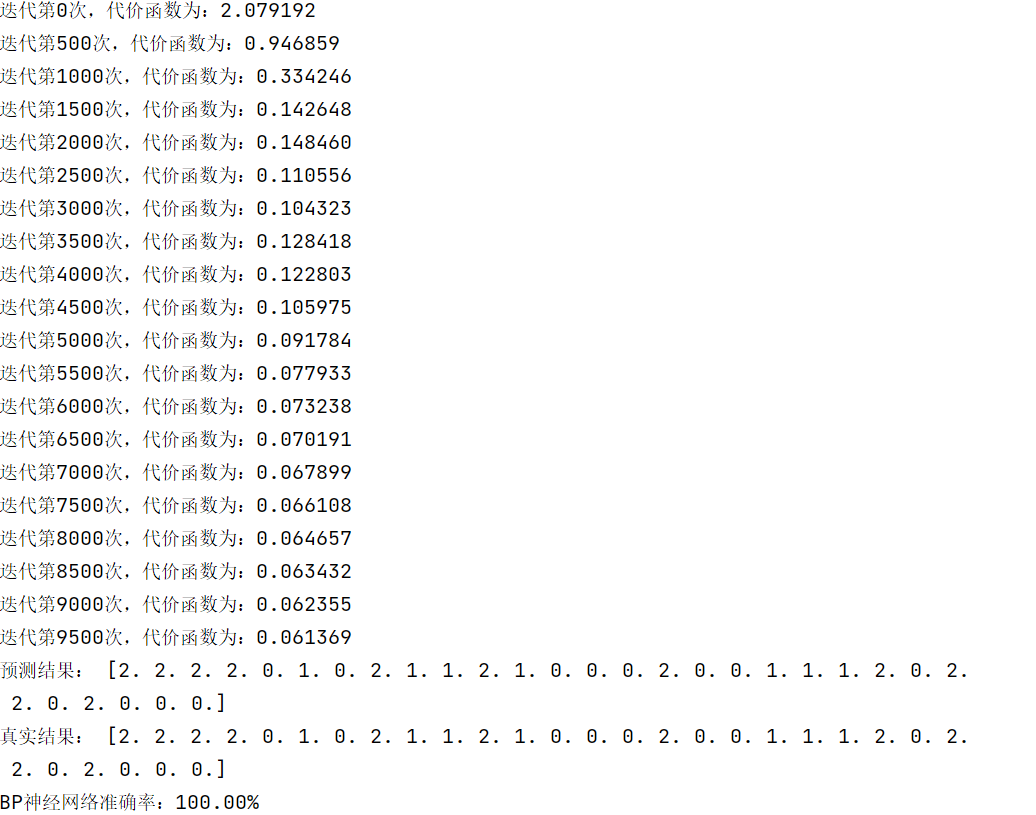 迭代第0次，代价函数为：2.079192
迭代第500次，代价函数为：0.946859
迭代第1000次，代价函数为：0.334246
迭代第1500次，代价函数为：0.142648
迭代第2000次，代价函数为：0.148460
迭代第2500次，代价函数为：0.110556
迭代第3000次，代价函数为：0.104323
迭代第3500次，代价函数为：0.128418
迭代第4000次，代价函数为：0.122803
迭代第4500次，代价函数为：0.105975
迭代第5000次，代价函数为：0.091784
迭代第5500次，代价函数为：0.077933
迭代第6000次，代价函数为：0.073238
迭代第6500次，代价函数为：0.070191
迭代第7000次，代价函数为：0.067899
迭代第7500次，代价函数为：0.066108
迭代第8000次，代价函数为：0.064657
迭代第8500次，代价函数为：0.063432
迭代第9000次，代价函数为：0.062355
迭代第9500次，代价函数为：0.061369
预测结果： [2. 2. 2. 2. 0. 1. 0. 2. 1. 1. 2. 1. 0. 0. 0. 2. 0. 0. 1. 1. 1. 2. 0. 2.
 2. 0. 2. 0. 0. 0.]
真实结果： [2. 2. 2. 2. 0. 1. 0. 2. 1. 1. 2. 1. 0. 0. 0. 2. 0. 0. 1. 1. 1. 2. 0. 2.
 2. 0. 2. 0. 0. 0.]
BP神经网络准确率：100.00%